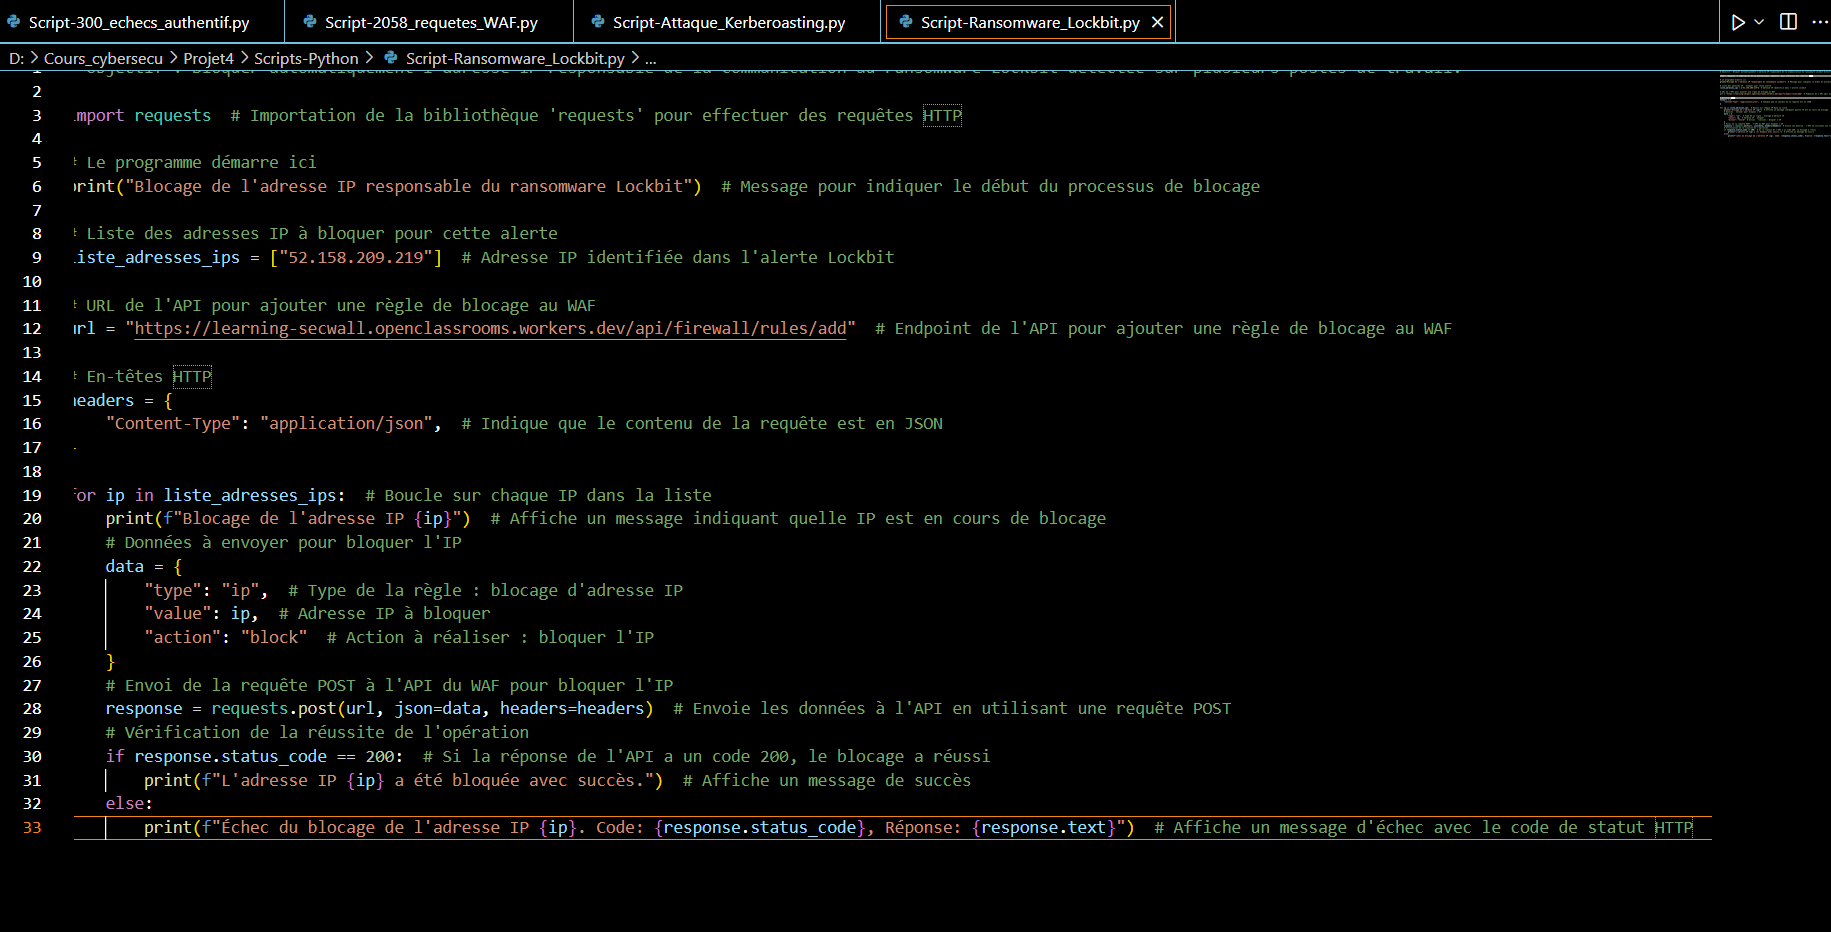 Script-300_echecs_authentif.py Script-2058_requetes_WAF.py Script-Attaque_Kerberoasting.py Script-Ransomware_Lockbit.py
D: > Cours_cybersecu > Projet4 > Scripts-Python > Script-Ransomware_Lockbit.py > ...
2
3 mport requests # Importation de la bibliothèque 'requests' pour effectuer des requêtes HTTP
4
5 # Le programme démarre ici
6 print("Blocage de l'adresse IP responsable du ransomware Lockbit") # Message pour indiquer le début du processus de blocage
7
8 # Liste des adresses IP à bloquer pour cette alerte
9 liste_adresses_ips = ["52.158.209.219"] # Adresse IP identifiée dans l'alerte Lockbit
10
11 # URL de l'API pour ajouter une règle de blocage au WAF
12 url = "https://learning-secwall.openclassrooms.workers.dev/api/firewall/rules/add" # Endpoint de l'API pour ajouter une règle de blocage au WAF
13
14 # En-têtes HTTP
15 headers = {
16 "Content-Type": "application/json", # Indique que le contenu de la requête est en JSON
17
18
19 for ip in liste_adresses_ips: # Boucle sur chaque IP dans la liste
20 print(f"Blocage de l'adresse IP {ip}") # Affiche un message indiquant quelle IP est en cours de blocage
21 # Données à envoyer pour bloquer l'IP
22 data = {
23 "type": "ip", # Type de la règle : blocage d'adresse IP
24 "value": ip, # Adresse IP à bloquer
25 "action": "block" # Action à réaliser : bloquer l'IP
26 }
27 # Envoi de la requête POST à l'API du WAF pour bloquer l'IP
28 response = requests.post(url, json=data, headers=headers) # Envoie les données à l'API en utilisant une requête POST
29 # Vérification de la réussite de l'opération
30 if response.status_code == 200: # Si la réponse de l'API a un code 200, le blocage a réussi
31 print(f"L'adresse IP {ip} a été bloquée avec succès.") # Affiche un message de succès
32 else:
33 print(f"Échec du blocage de l'adresse IP {ip}. Code: {response.status_code}, Réponse: {response.text}") # Affiche un message d'échec avec le code de statut HTTP